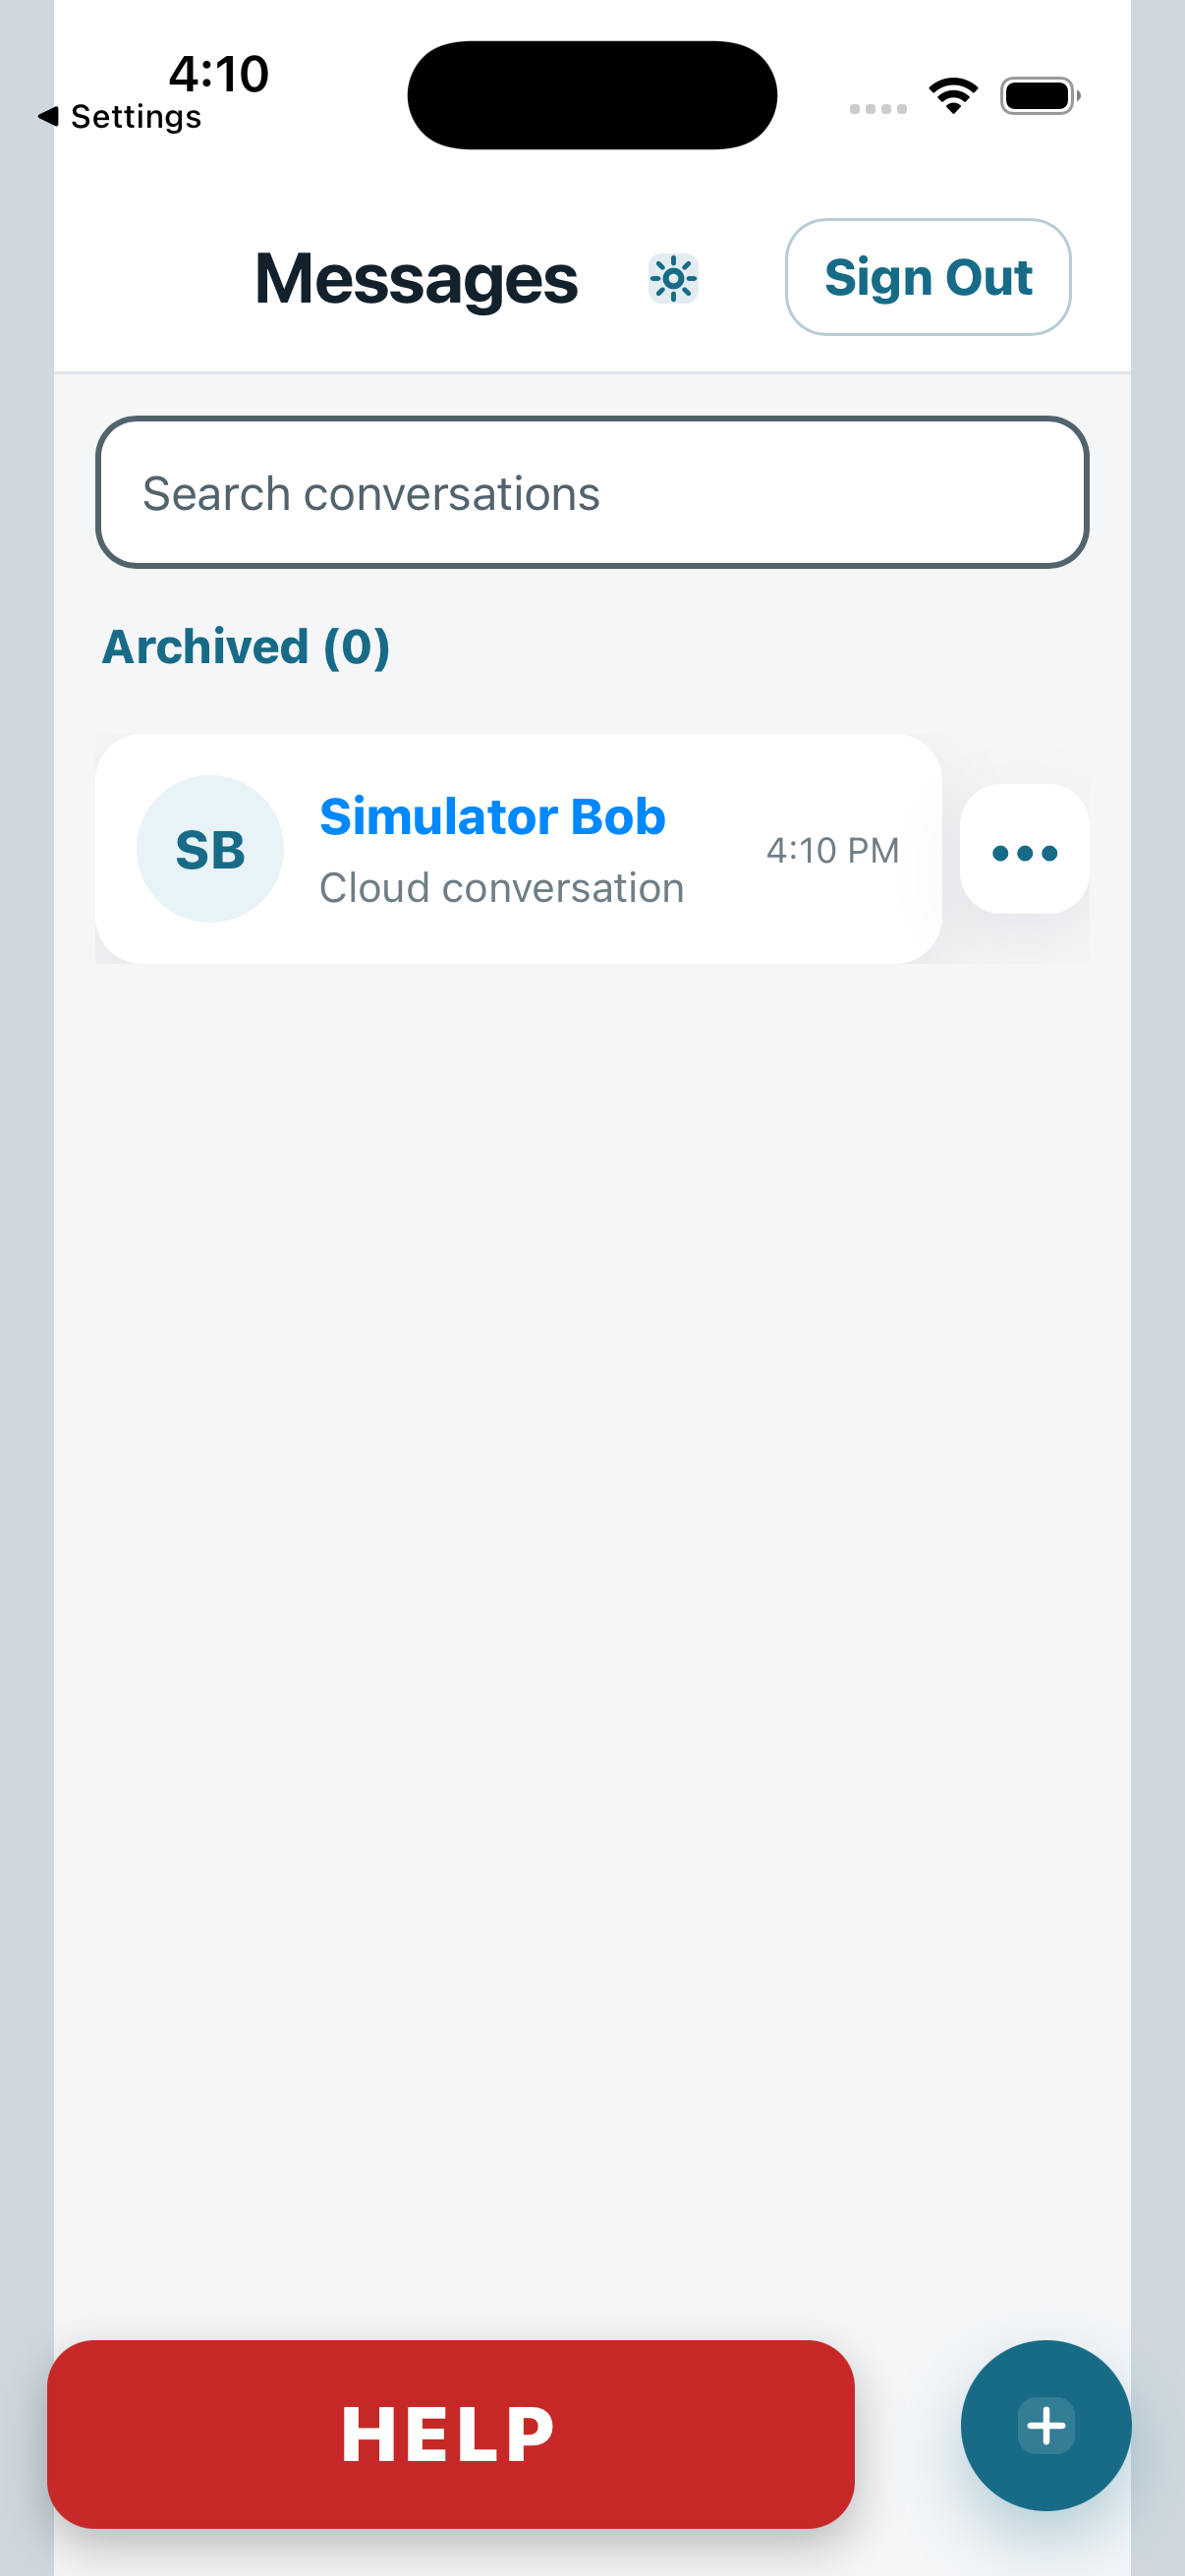 4:10
◀ Settings
Messages
Sign Out
Search conversations
Archived (0)
SB
Simulator Bob
Cloud conversation
4:10 PM
HELP